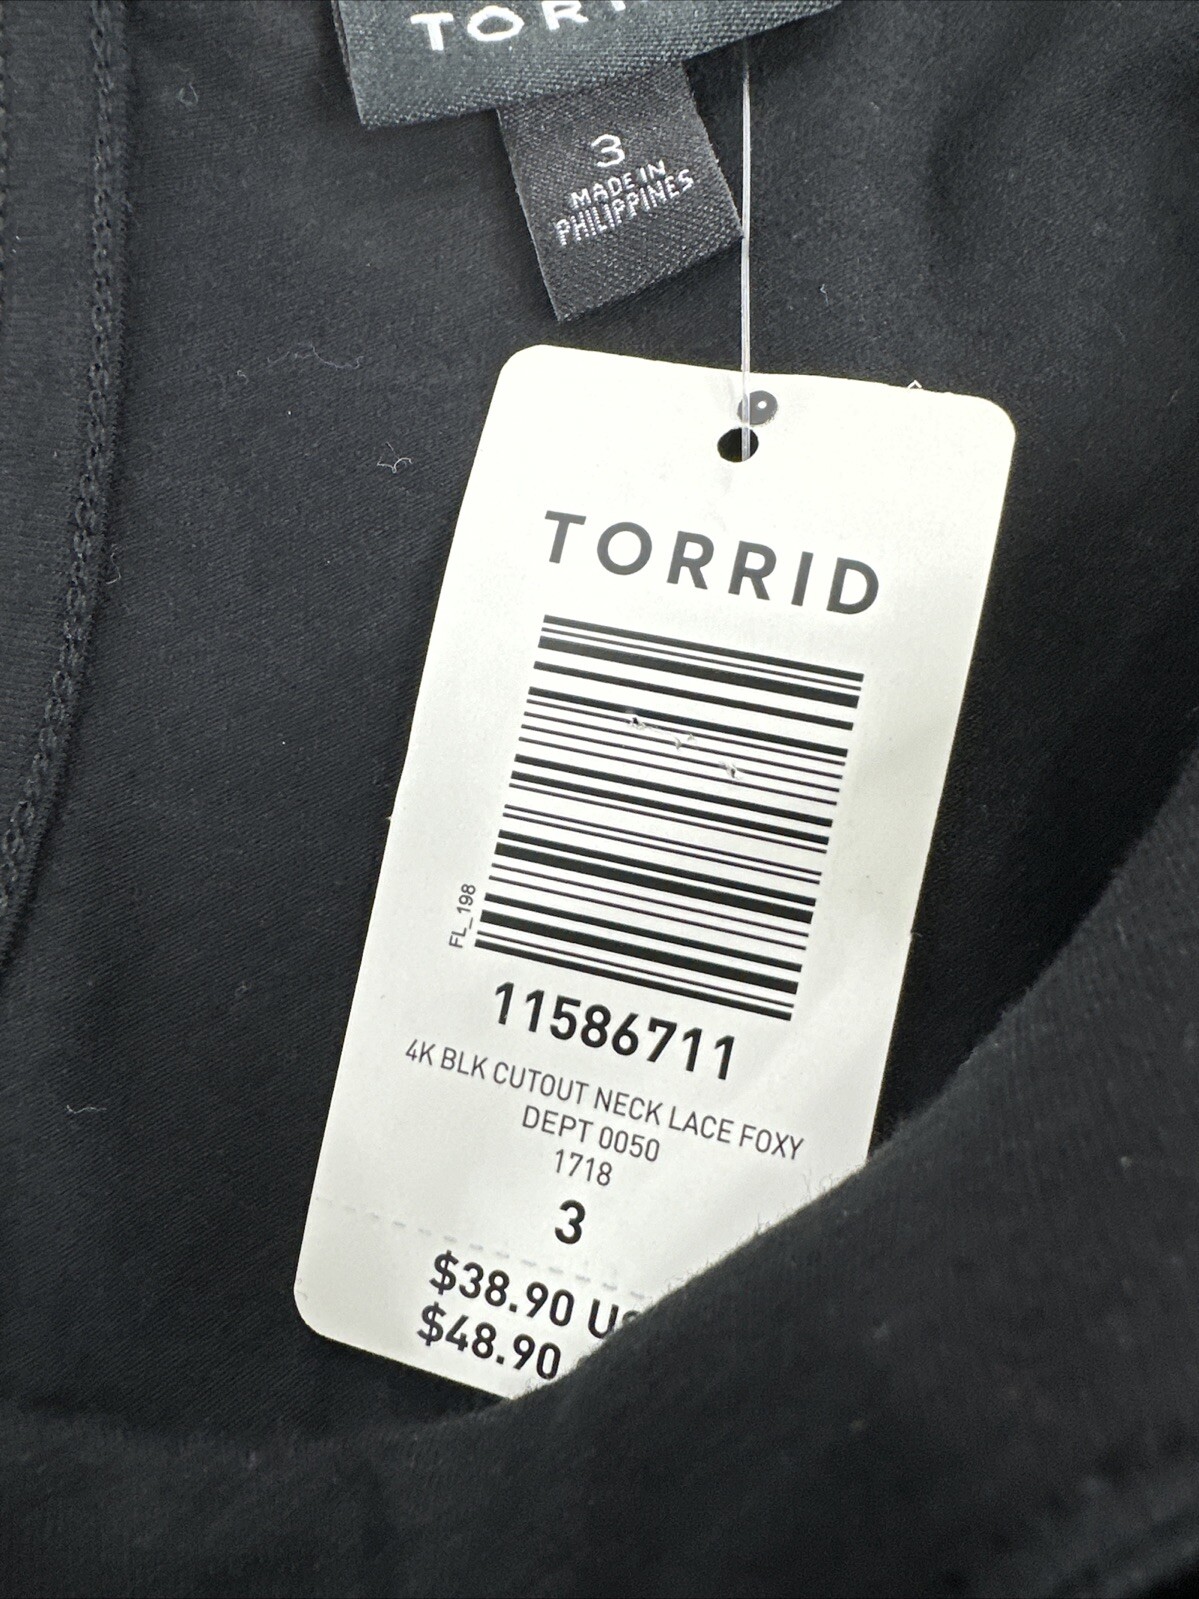 TORRID
3
MADE IN
PHILIPPINES
TORRID
FL_198
11586711
4K BLK CUTOUT NECK LACE FOXY
DEPT 0050
1718
3
$38.90
$48.90